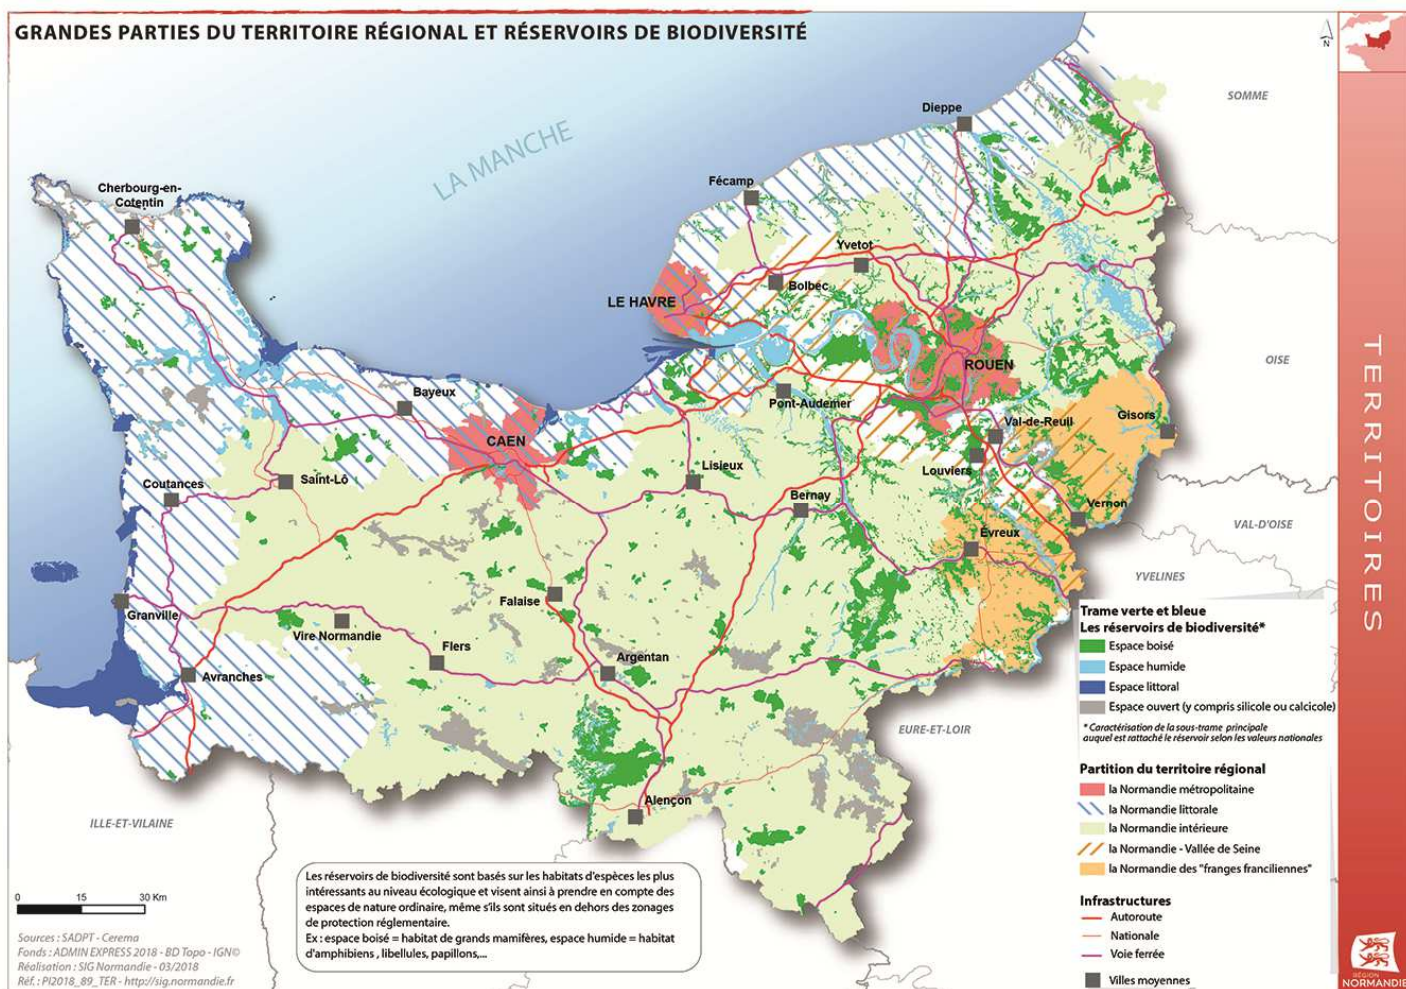 GRANDES PARTIES DU TERRITOIRE RÉGIONAL ET RÉSERVOIRS DE BIODIVERSITÉ
N
SOMME
Dieppe
LA MANCHE
Cherbourg-en-
Cotentin
Fécamp
Yvetot
Bolbec
LE HAVRE
OISE
ROUEN
Bayeux
Pont-Audemer
Gisors
CAEN
Val-de-Reuil
Louviers
Lisieux
Saint-Lô
Coutances
Bernay
Vernon
VAL-D'OISE
Évreux
YVELINES
Falaise
Granville
Vire Normandie
Flers
Argentan
Avranches
EURE-ET-LOIR
Alençon
ILLE-ET-VILAINE
TERRITOIRES
Trame verte et bleue
Les réservoirs de biodiversité*
Espace boisé
Espace humide
Espace littoral
Espace ouvert (y compris silicole ou calcicole)
* Caractérisation de la sous-trame principale
auquel est rattaché le réservoir selon les valeurs nationales
Partition du territoire régional
la Normandie métropolitaine
la Normandie littorale
la Normandie intérieure
la Normandie - Vallée de Seine
la Normandie des "franges franciliennes"
Infrastructures
Autoroute
Nationale
Voie ferrée
Villes moyennes
Les réservoirs de biodiversité sont basés sur les habitats d'espèces les plus
intéressants au niveau écologique et visent ainsi à prendre en compte des
espaces de nature ordinaire, même s'ils sont situés en dehors des zonages
de protection réglementaire.
Ex : espace boisé = habitat de grands mamifères, espace humide = habitat
d'amphibiens , libellules, papillons,...
0 15 30 Km
Sources : SADPT - Cerema
Fonds : ADMIN EXPRESS 2018 - BD Topo - IGN©
Réalisation : SIG Normandie - 03/2018
Réf. : PI2018_89_TER - http://sig.normandie.fr
RÉGION
NORMANDIE